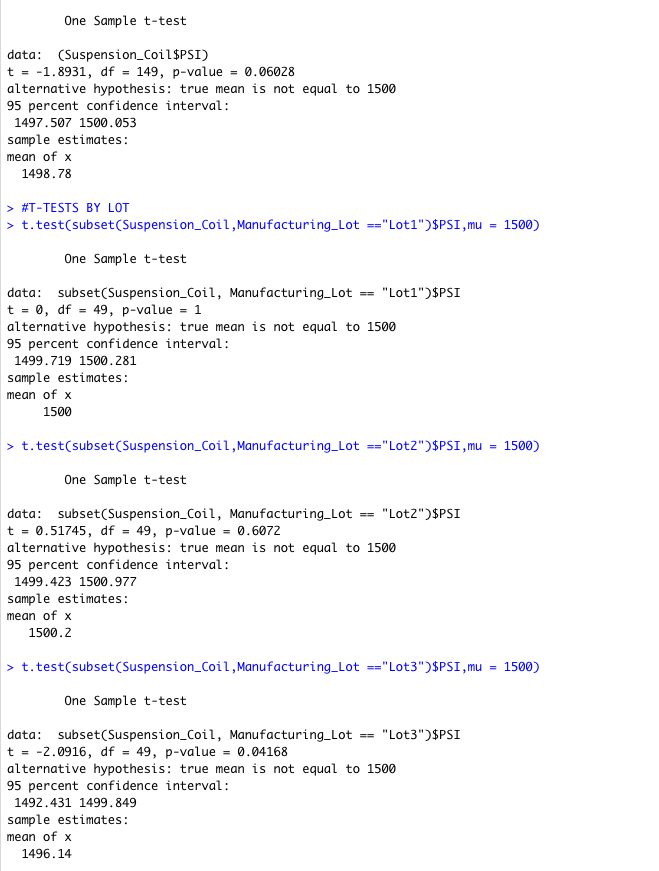 One Sample t-test
data:  (Suspension_Coil$PSI)
t = -1.8931, df = 149, p-value = 0.06028
alternative hypothesis: true mean is not equal to 1500
95 percent confidence interval:
1497.507 1500.053
sample estimates:
mean of x
1498.78
> #T-TESTS BY LOT
> t.test(subset(Suspension_Coil,Manufacturing_Lot =="Lot1")$PSI,mu = 1500)
One Sample t-test
data:  subset(Suspension_Coil, Manufacturing_Lot == "Lot1")$PSI
t = 0, df = 49, p-value = 1
alternative hypothesis: true mean is not equal to 1500
95 percent confidence interval:
1499.719 1500.281
sample estimates:
mean of x
1500
> t.test(subset(Suspension_Coil,Manufacturing_Lot =="Lot2")$PSI,mu = 1500)
One Sample t-test
data:  subset(Suspension_Coil, Manufacturing_Lot == "Lot2")$PSI
t = 0.51745, df = 49, p-value = 0.6072
alternative hypothesis: true mean is not equal to 1500
95 percent confidence interval:
1499.423 1500.977
sample estimates:
mean of x
1500.2
> t.test(subset(Suspension_Coil,Manufacturing_Lot =="Lot3")$PSI,mu = 1500)
One Sample t-test
data:  subset(Suspension_Coil, Manufacturing_Lot == "Lot3")$PSI
t = -2.0916, df = 49, p-value = 0.04168
alternative hypothesis: true mean is not equal to 1500
95 percent confidence interval:
1492.431 1499.849
sample estimates:
mean of x
1496.14